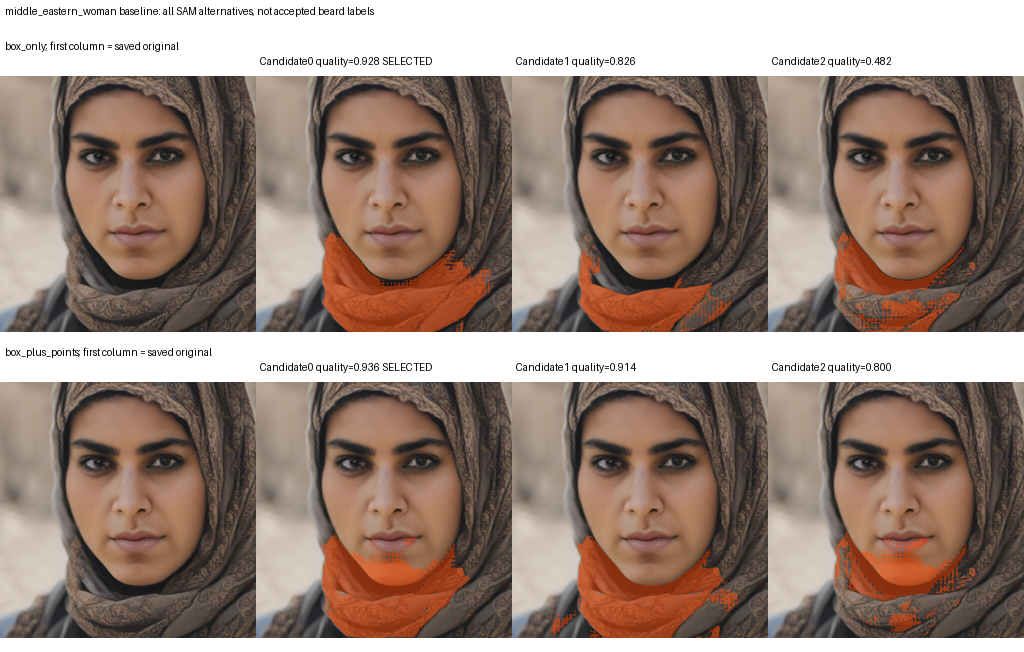 middle_eastern_woman baseline: all SAM alternatives, not accepted beard labels
box_only; first column = saved original
Candidate0 quality=0.928 SELECTED
Candidate1 quality=0.826
Candidate2 quality=0.482
box_plus_points; first column = saved original
Candidate0 quality=0.936 SELECTED
Candidate1 quality=0.914
Candidate2 quality=0.800